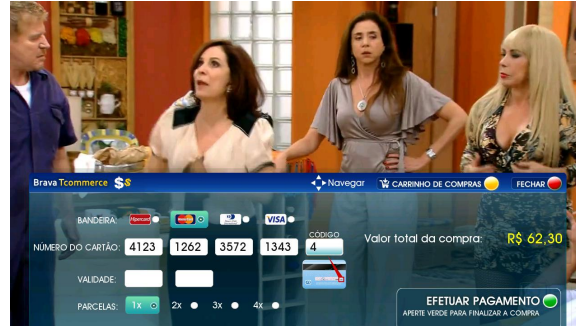 Brava Tcommerce $$ Navegar CARRINHO DE COMPRAS FECHAR
BANDEIRA: Hipercard VISA
NÚMERO DO CARTÃO: 4123 1262 3572 1343 CÓDIGO 4 Valor total da compra: R$ 62,30
VALIDADE:
PARCELAS: 1x 2x 3x 4x
EFETUAR PAGAMENTO
APERTE VERDE PARA FINALIZAR A COMPRA